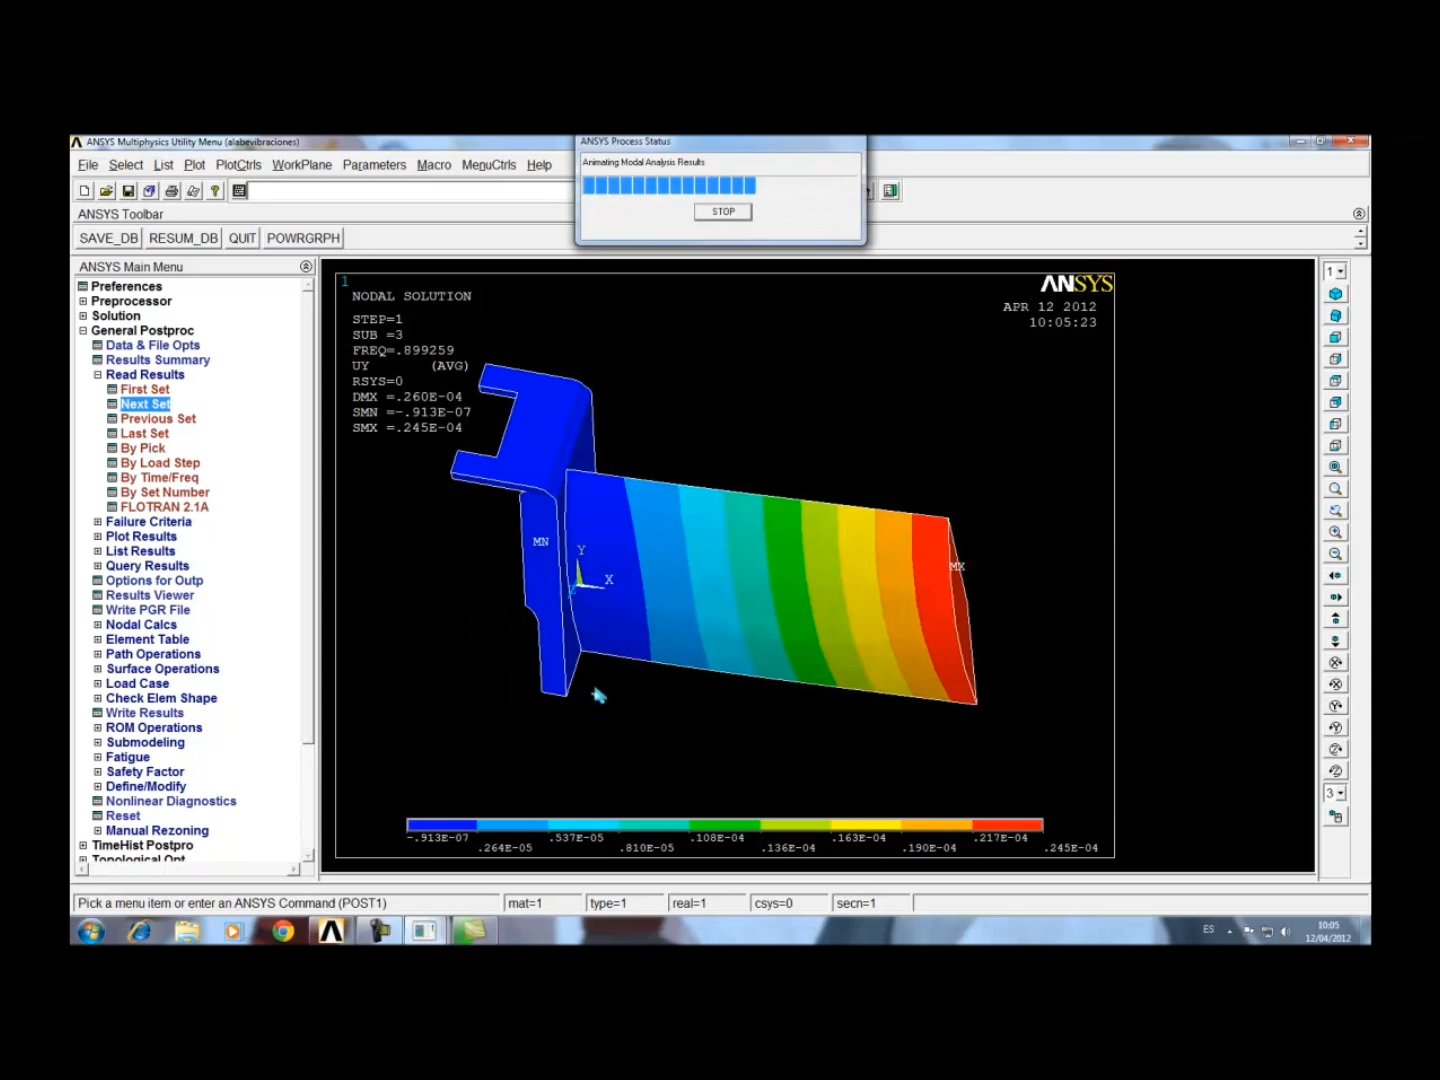 ANSYS Multiphysics Utility Menu (alabevibraciones)
ANSYS Process Status
Animating Modal Analysis Results
STOP
File Select List Plot PlotCtrls WorkPlane Parameters Macro MenuCtrls Help
ANSYS Toolbar
SAVE_DB RESUM_DB QUIT POWRGRPH
ANSYS Main Menu
Preferences
Preprocessor
Solution
General Postproc
Data & File Opts
Results Summary
Read Results
First Set
Next Set
Previous Set
Last Set
By Pick
By Load Step
By Time/Freq
By Set Number
FLOTRAN 2.1A
Failure Criteria
Plot Results
List Results
Query Results
Options for Outp
Results Viewer
Write PGR File
Nodal Calcs
Element Table
Path Operations
Surface Operations
Load Case
Check Elem Shape
Write Results
ROM Operations
Submodeling
Fatigue
Safety Factor
Define/Modify
Nonlinear Diagnostics
Reset
Manual Rezoning
TimeHist Postpro
Topological Opt
1
NODAL SOLUTION
STEP=1
SUB =3
FREQ=.899259
UY (AVG)
RSYS=0
DMX =.260E-04
SMN =-.913E-07
SMX =.245E-04
ANSYS
APR 12 2012
10:05:23
MN
Y
X
Z
MX
-.913E-07 .537E-05 .108E-04 .163E-04 .217E-04
.264E-05 .810E-05 .136E-04 .190E-04 .245E-04
1
3
Pick a menu item or enter an ANSYS Command (POST1) mat=1 type=1 real=1 csys=0 secn=1
ES
10:05
12/04/2012